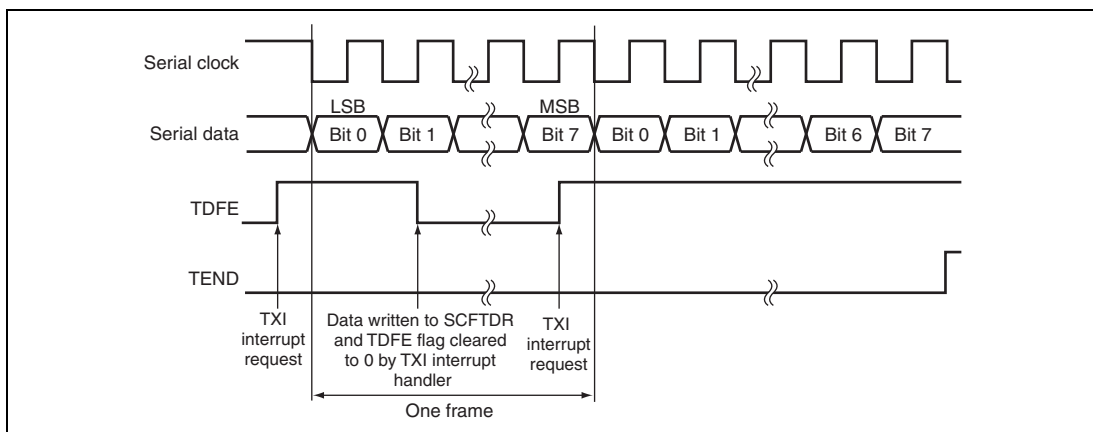 Serial clock
LSB
MSB
Serial data
Bit 0
Bit 1
Bit 7
Bit 0
Bit 1
Bit 6
Bit 7
TDFE
TEND
TXI
interrupt
request
Data written to SCFTDR
and TDFE flag cleared
to 0 by TXI interrupt
handler
TXI
interrupt
request
One frame